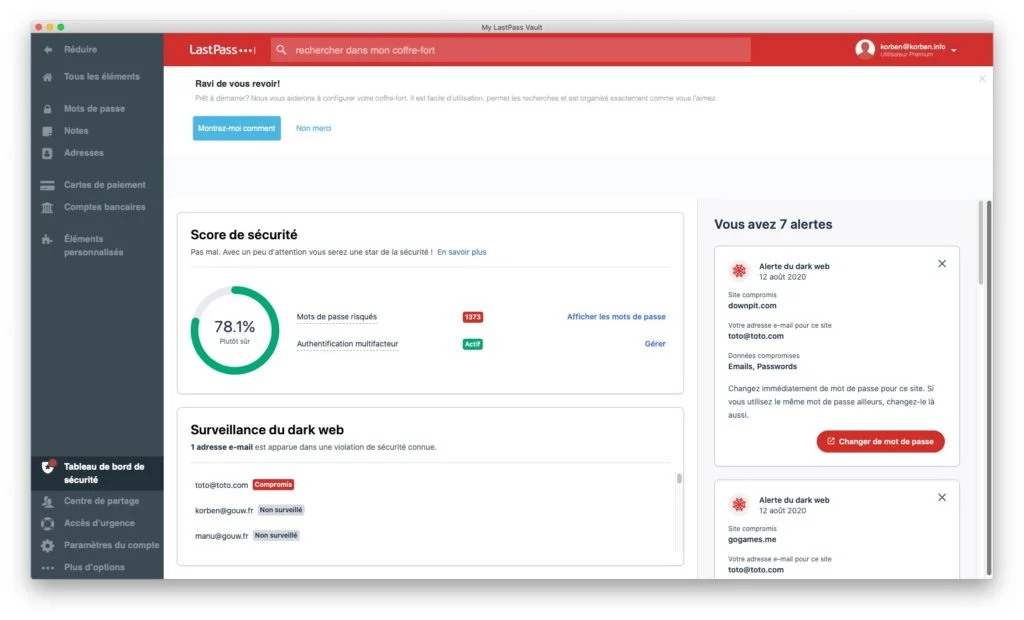 My LastPass Vault
Réduire
Tous les éléments
Mots de passe
Notes
Adresses
Cartes de paiement
Comptes bancaires
Éléments
personnalisés
Tableau de bord de
sécurité
Centre de partage
Accès d'urgence
Paramètres du compte
Plus d'options
LastPass
rechercher dans mon coffre-fort
korben@korben.info
Utilisateur Premium
Ravi de vous revoir!
Prêt à démarrer? Nous vous aiderons à configurer votre coffre-fort. Il est facile d'utilisation, permet les recherches et est organisé exactement comme vous l'aimez.
Montrez-moi comment
Non merci
Score de sécurité
Pas mal. Avec un peu d'attention vous serez une star de la sécurité ! En savoir plus
78.1%
Plutôt sûr
Mots de passe risqués 1373 Afficher les mots de passe
Authentification multifacteur Actif Gérer
Surveillance du dark web
1 adresse e-mail est apparue dans une violation de sécurité connue.
toto@toto.com Compromis
korben@gouw.fr Non surveillé
manu@gouw.fr Non surveillé
Vous avez 7 alertes
Alerte du dark web
12 août 2020
Site compromis
downpit.com
Votre adresse e-mail pour ce site
toto@toto.com
Données compromises
Emails, Passwords
Changez immédiatement de mot de passe pour ce site. Si
vous utilisez le même mot de passe ailleurs, changez-le là
aussi.
Changer de mot de passe
Alerte du dark web
12 août 2020
Site compromis
gogames.me
Votre adresse e-mail pour ce site
toto@toto.com